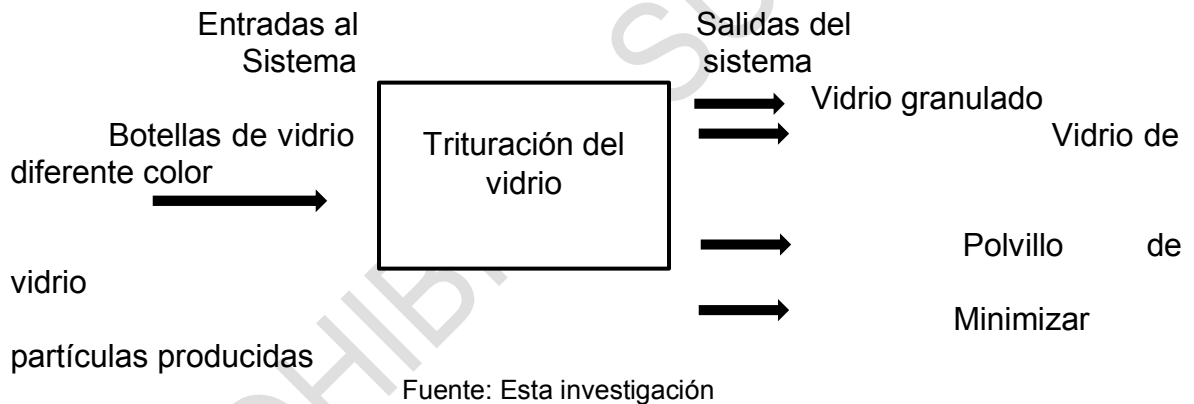 Entradas al
Sistema
Salidas del
sistema
Vidrio granulado
Botellas de vidrio
Vidrio de
diferente color
Trituración del
vidrio
Polvillo de
vidrio
Minimizar
partículas producidas
Fuente: Esta investigación